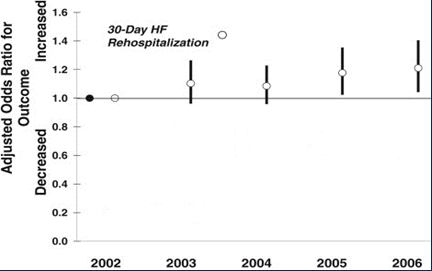 Adjusted Odds Ratio for
Outcome
Decreased Increased
1.6
1.4
1.2
1.0
0.8
0.6
0.4
0.2
0.0
30-Day HF
Rehospitalization
2002 2003 2004 2005 2006